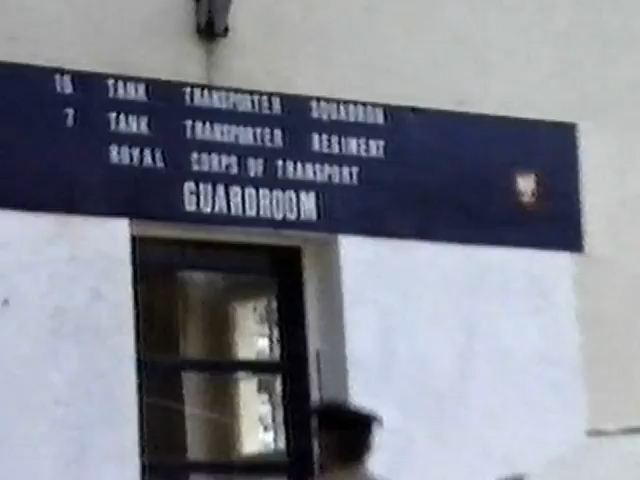 16 TANK TRANSPORTER SQUADRON
7 TANK TRANSPORTER REGIMENT
ROYAL CORPS OF TRANSPORT
GUARDROOM